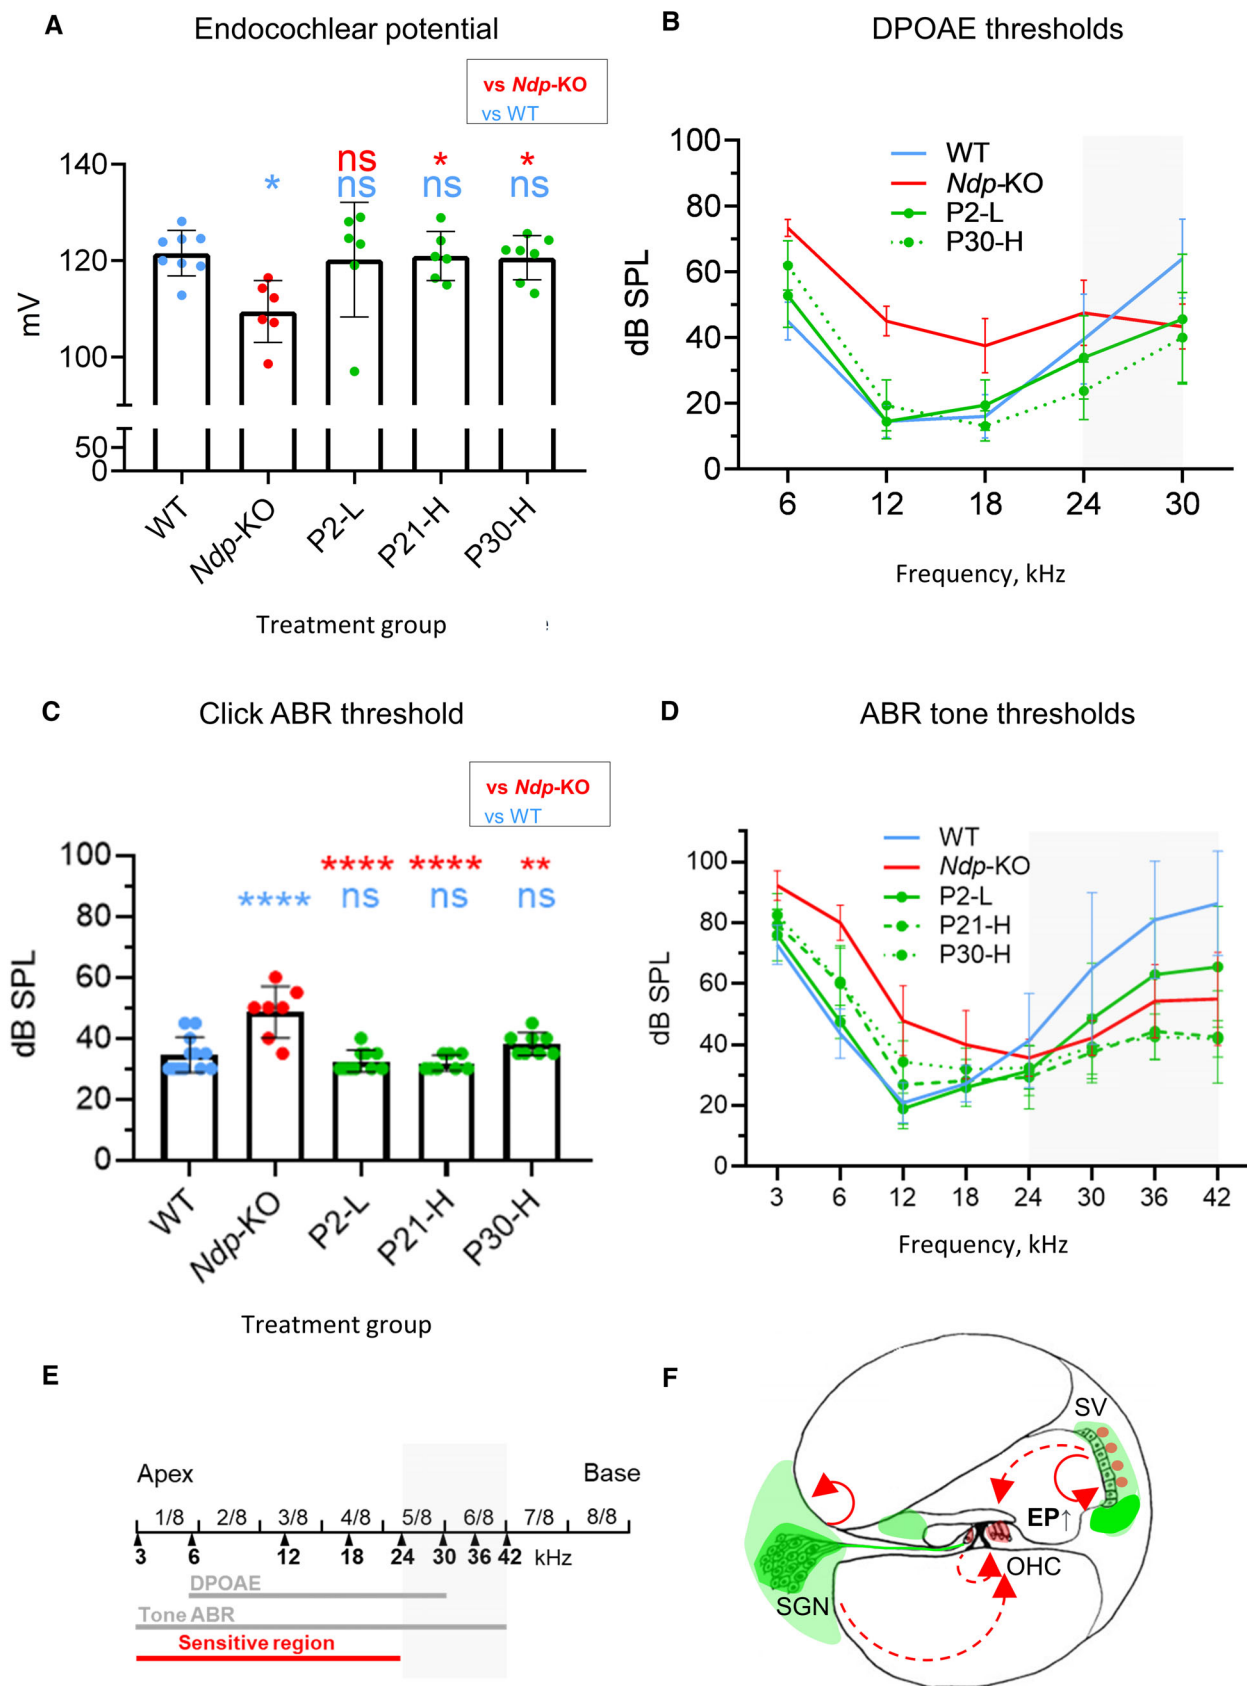 A
Endocochlear potential
vs Ndp-KO
vs WT
140
120
100
50
0
mV
*
ns
ns
*
ns
*
ns
WT
Ndp-KO
P2-L
P21-H
P30-H
Treatment group
B
DPOAE thresholds
100
80
60
40
20
0
dB SPL
WT
Ndp-KO
P2-L
P30-H
6 12 18 24 30
Frequency, kHz
C
Click ABR threshold
vs Ndp-KO
vs WT
100
80
60
40
20
0
dB SPL
**** **** **
**** ns ns ns
WT
Ndp-KO
P2-L
P21-H
P30-H
Treatment group
D
ABR tone thresholds
100
80
60
40
20
0
dB SPL
WT
Ndp-KO
P2-L
P21-H
P30-H
3 6 12 18 24 30 36 42
Frequency, kHz
E
Apex Base
1/8 2/8 3/8 4/8 5/8 6/8 7/8 8/8
3 6 12 18 24 30 36 42 kHz
DPOAE
Tone ABR
Sensitive region
F
SV
EP↑
OHC
SGN